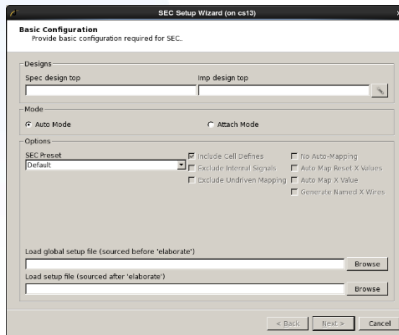 SEC Setup Wizard (on cs13)
Basic Configuration
Provide basic configuration required for SEC.
Designs
Spec design top Imp design top
Mode
Auto Mode Attach Mode
Options
SEC Preset Include Cell Defines No Auto-Mapping
Default Exclude Internal Signals Auto Map Reset X Values
Exclude Undriven Mapping Auto Map X Value
Generate Named X Wires
Load global setup file (sourced before 'elaborate')
Browse
Load setup file (sourced after 'elaborate')
Browse
< Back Next > Cancel